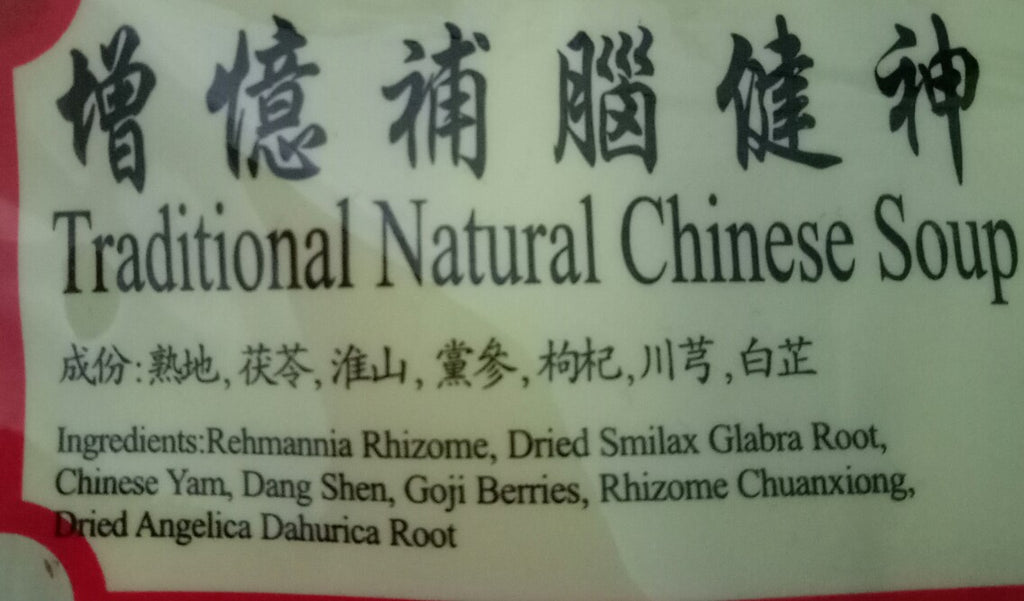 增憶補腦健神
Traditional Natural Chinese Soup
成份:熟地,茯苓,淮山,黨參,枸杞,川芎,白芷
Ingredients:Rehmannia Rhizome, Dried Smilax Glabra Root,
Chinese Yam, Dang Shen, Goji Berries, Rhizome Chuanxiong,
Dried Angelica Dahurica Root